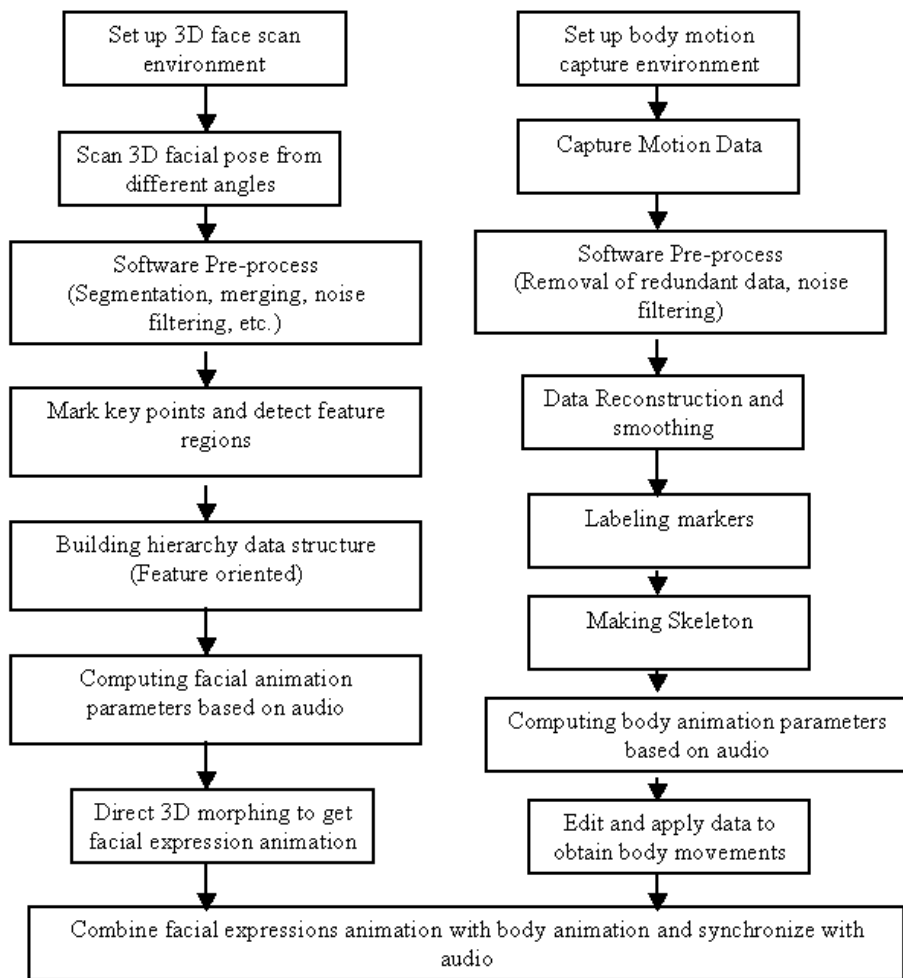 Set up 3D face scan
environment
Scan 3D facial pose from
different angles
Software Pre-process
(Segmentation, merging, noise
filtering, etc.)
Mark key points and detect feature
regions
Building hierarchy data structure
(Feature oriented)
Computing facial animation
parameters based on audio
Direct 3D morphing to get
facial expression animation
Set up body motion
capture environment
Capture Motion Data
Software Pre-process
(Removal of redundant data, noise
filtering)
Data Reconstruction and
smoothing
Labeling markers
Making Skeleton
Computing body animation parameters
based on audio
Edit and apply data to
obtain body movements
Combine facial expressions animation with body animation and synchronize with
audio